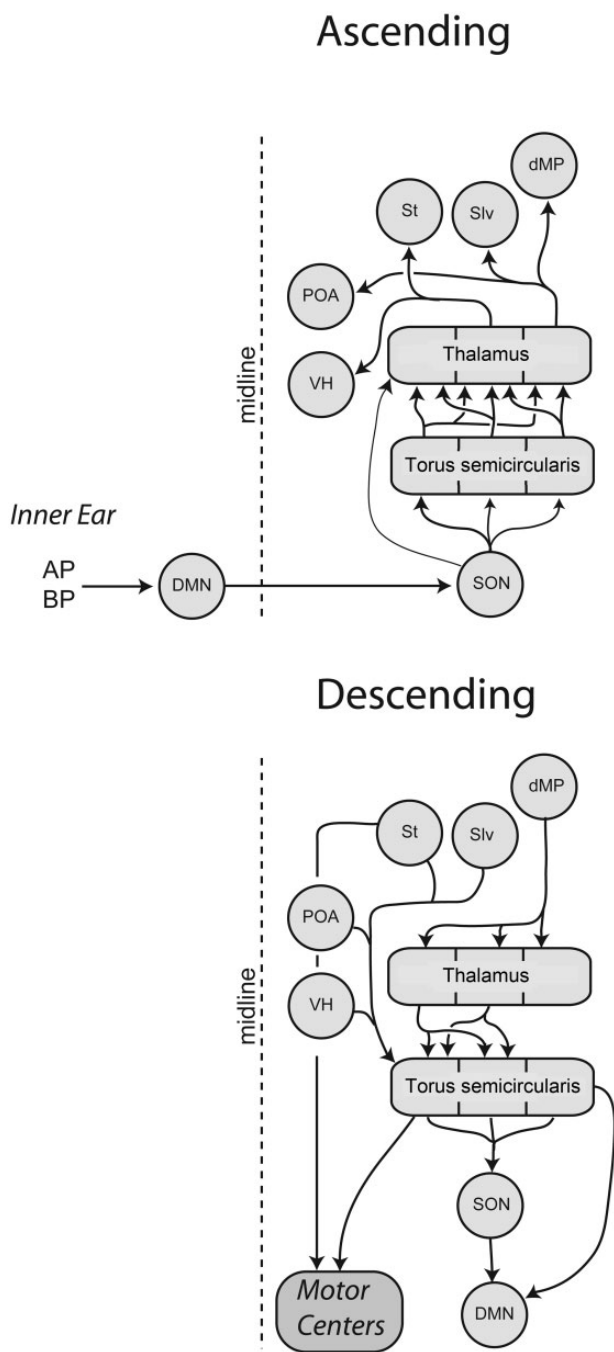 Ascending
dMP
St
Slv
POA
Thalamus
VH
midline
Torus semicircularis
Inner Ear
AP
BP
DMN
SON
Descending
dMP
St
Slv
POA
Thalamus
VH
midline
Torus semicircularis
SON
Motor
Centers
DMN